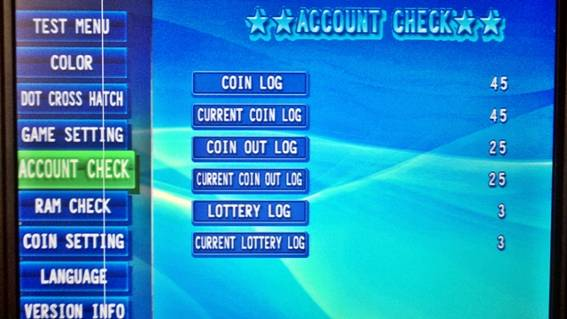 TEST MENU
COLOR
DOT CROSS HATCH
GAME SETTING
ACCOUNT CHECK
RAM CHECK
COIN SETTING
LANGUAGE
VERSION INFO
★★ACCOUNT CHECK★★
COIN LOG 45
CURRENT COIN LOG 45
COIN OUT LOG 25
CURRENT COIN OUT LOG 25
LOTTERY LOG 3
CURRENT LOTTERY LOG 3